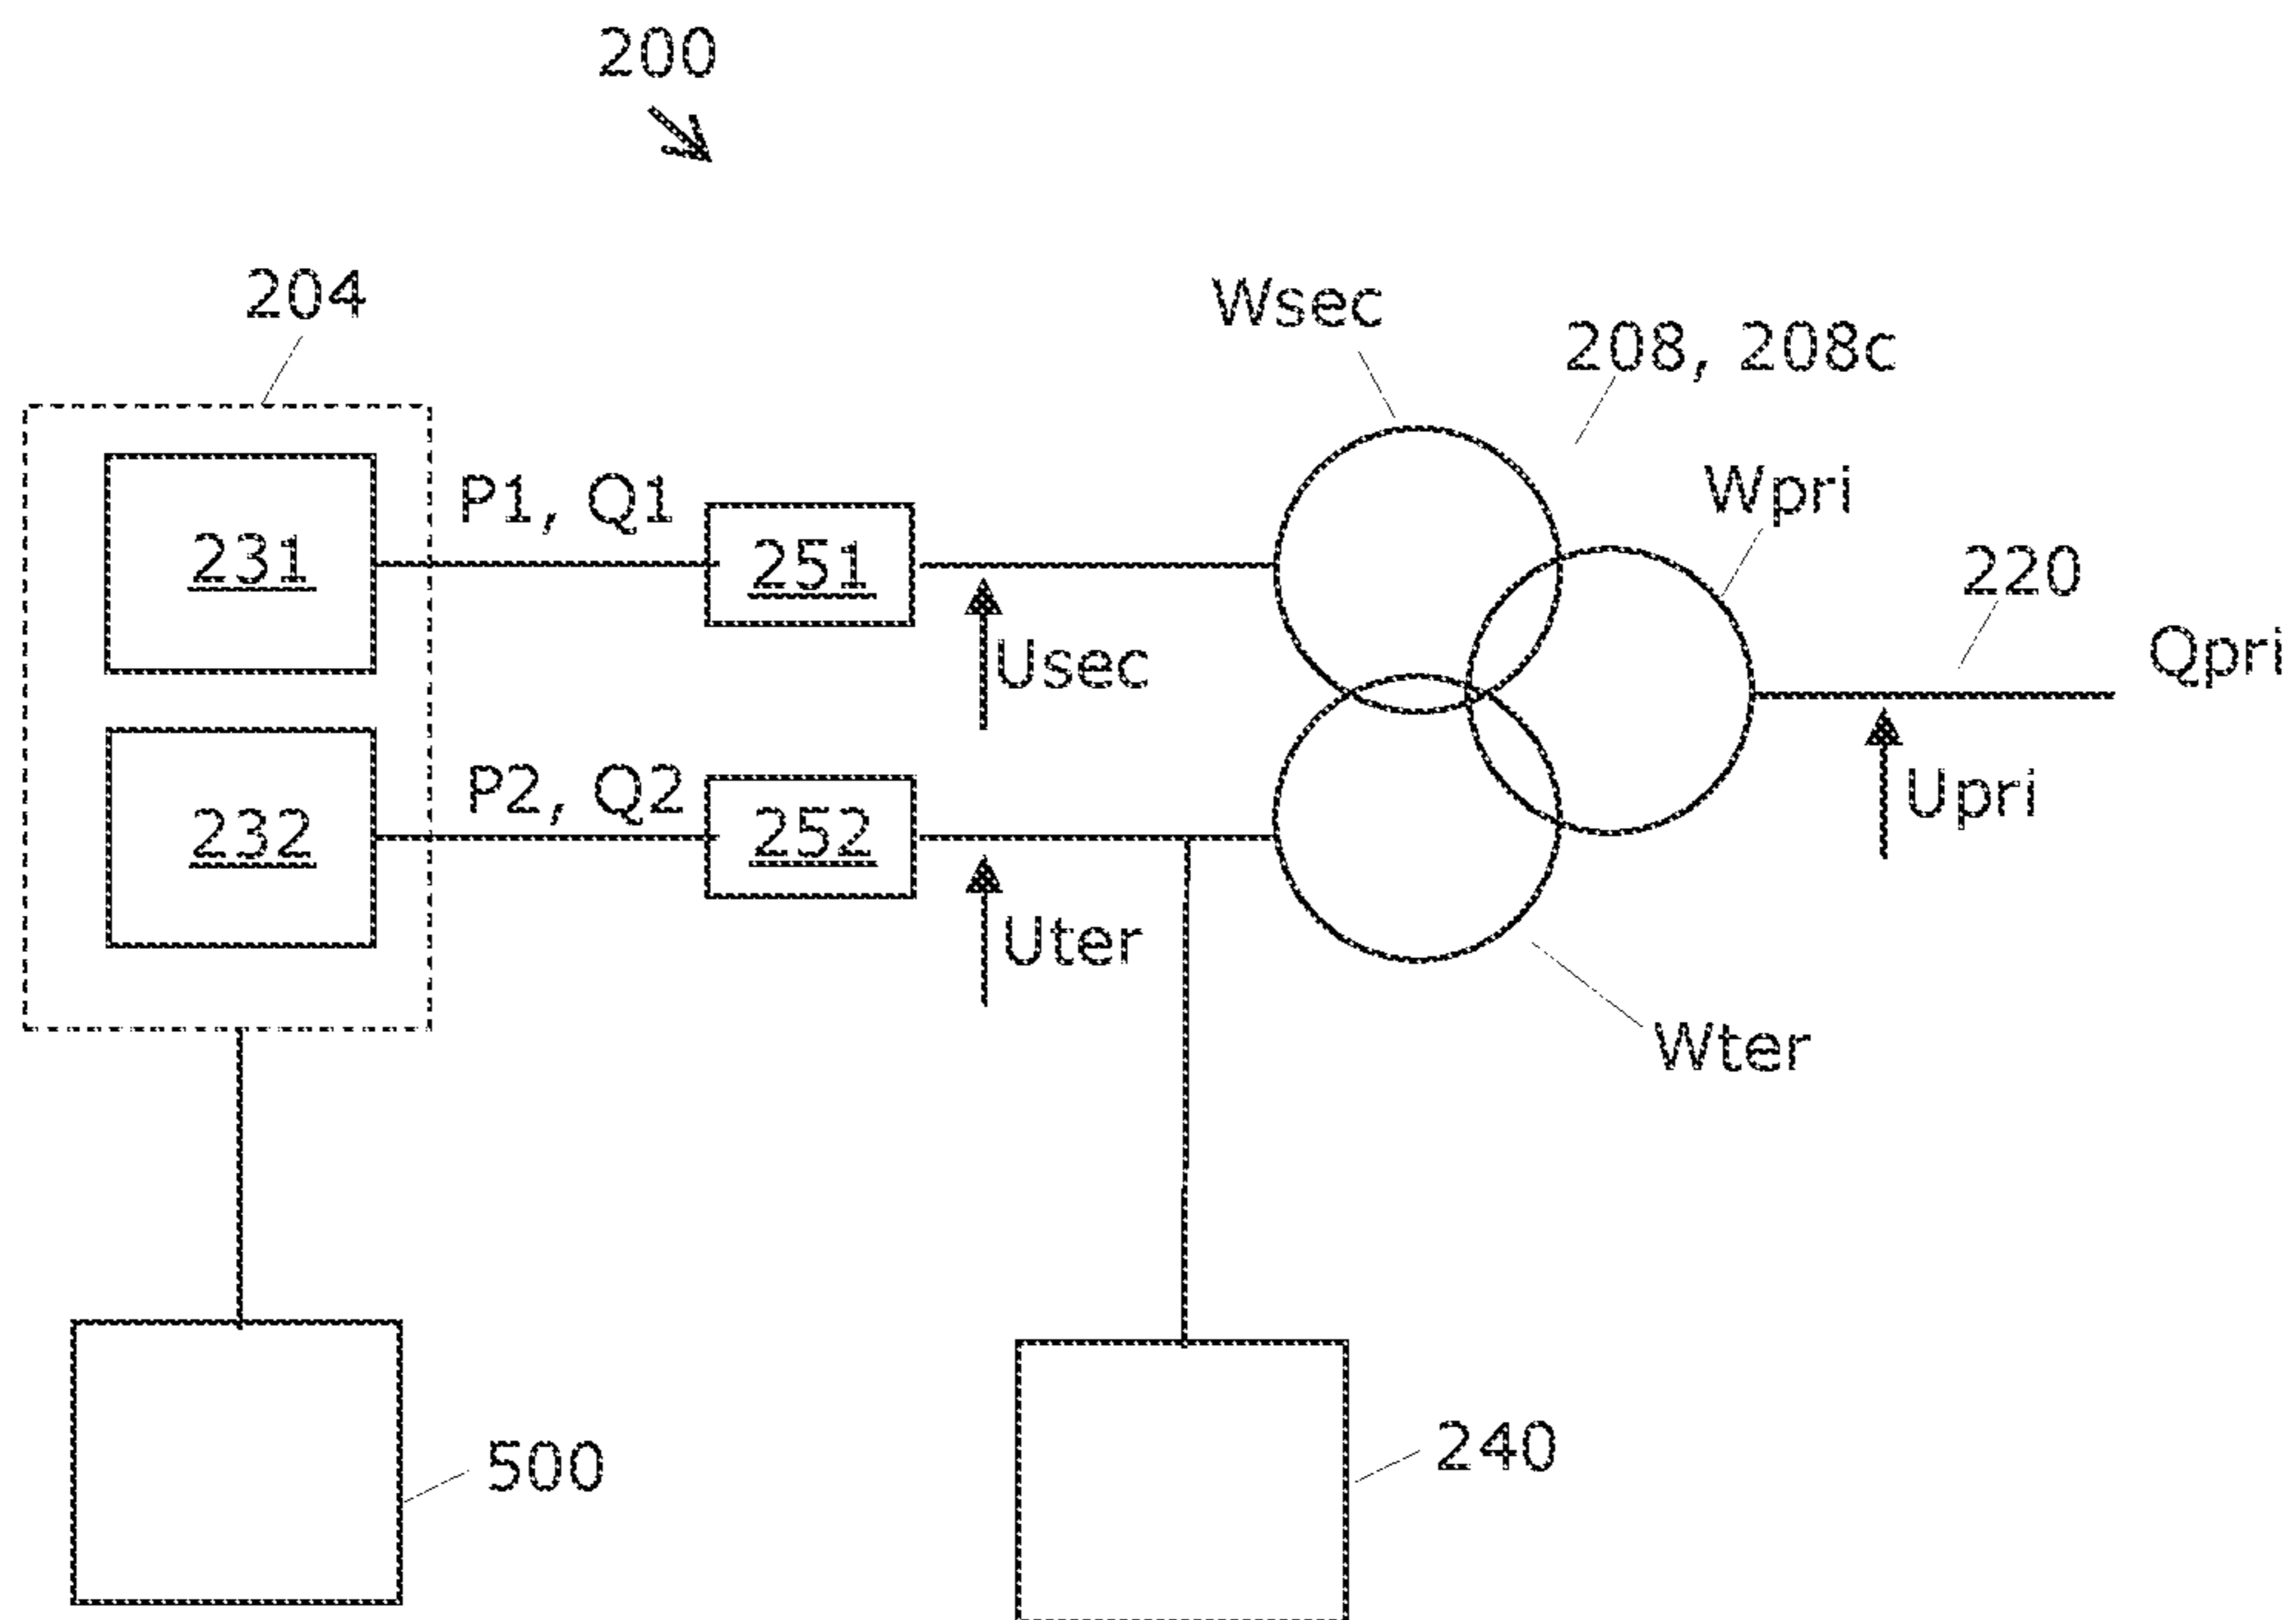 200
204
Wsec
208, 208c
P1, Q1
Wpri
231
251
220
Usec
Qpri
P2, Q2
232
252
Upri
Uter
Wter
500
240